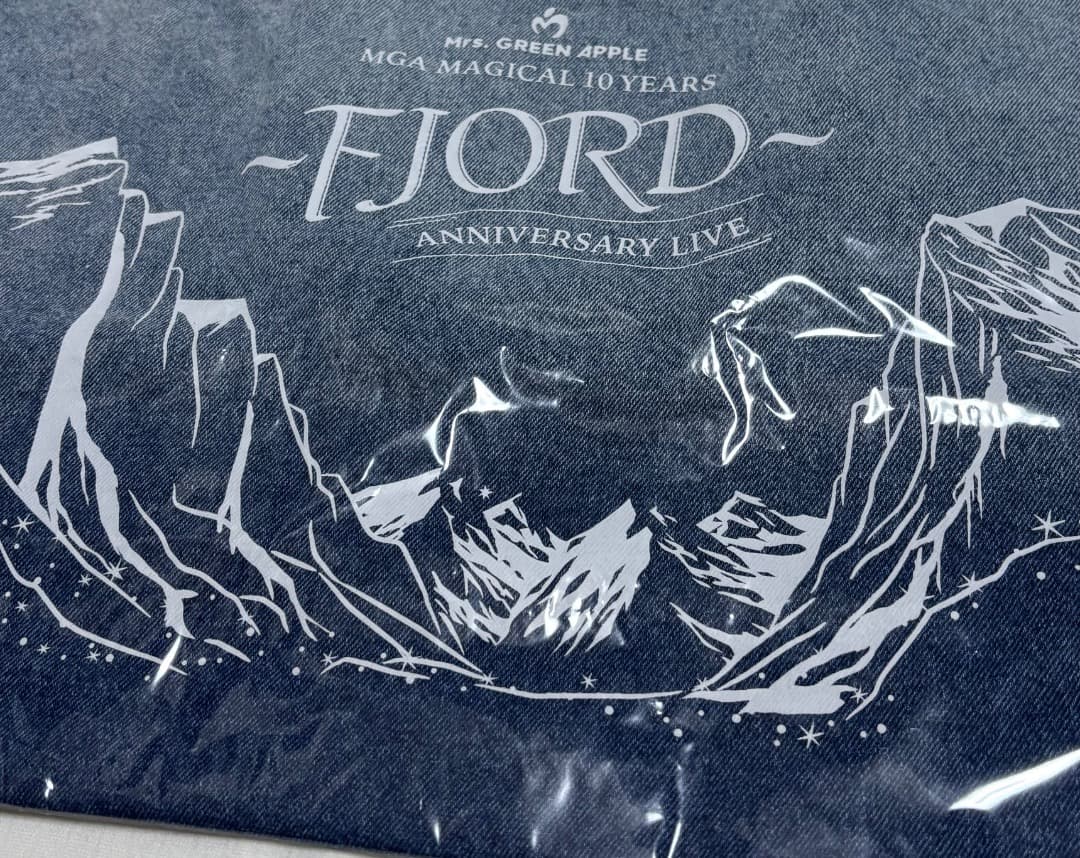 Mrs. GREEN APPLE
MGA MAGICAL 10 YEARS
~FJORD~
ANNIVERSARY LIVE